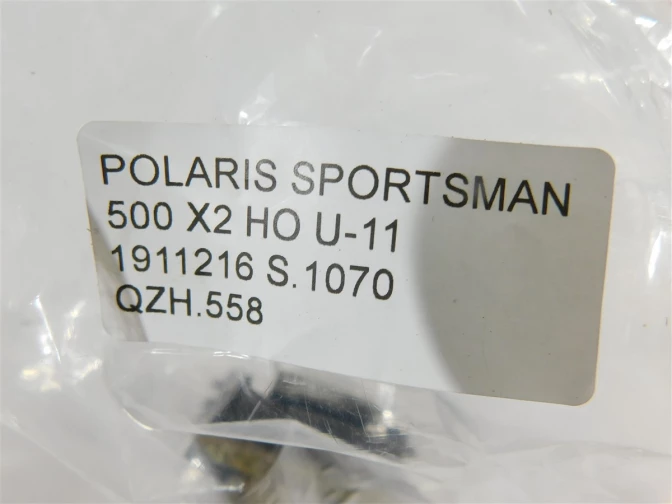 POLARIS SPORTSMAN
500 X2 HO U-11
1911216 S.1070
QZH.558